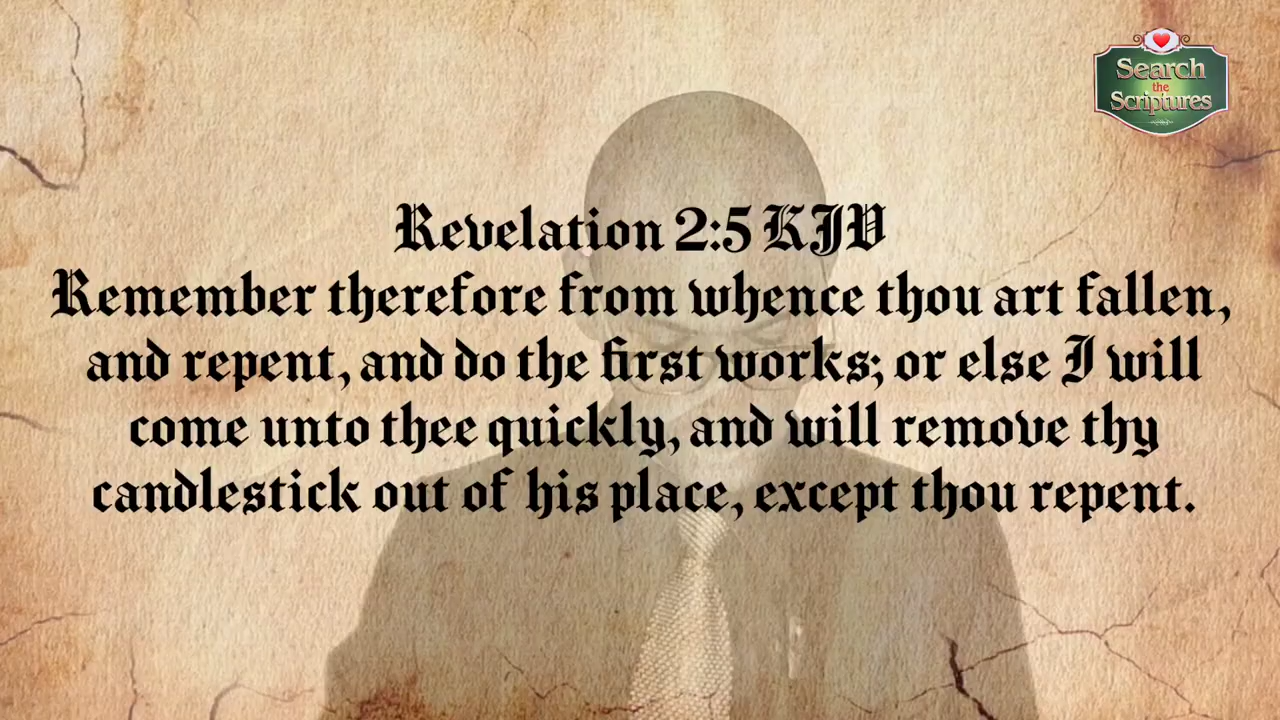 Search
the
Scriptures
Revelation 2:5 KJV
Remember therefore from whence thou art fallen,
and repent, and do the first works; or else I will
come unto thee quickly, and will remove thy
candlestick out of his place, except thou repent.